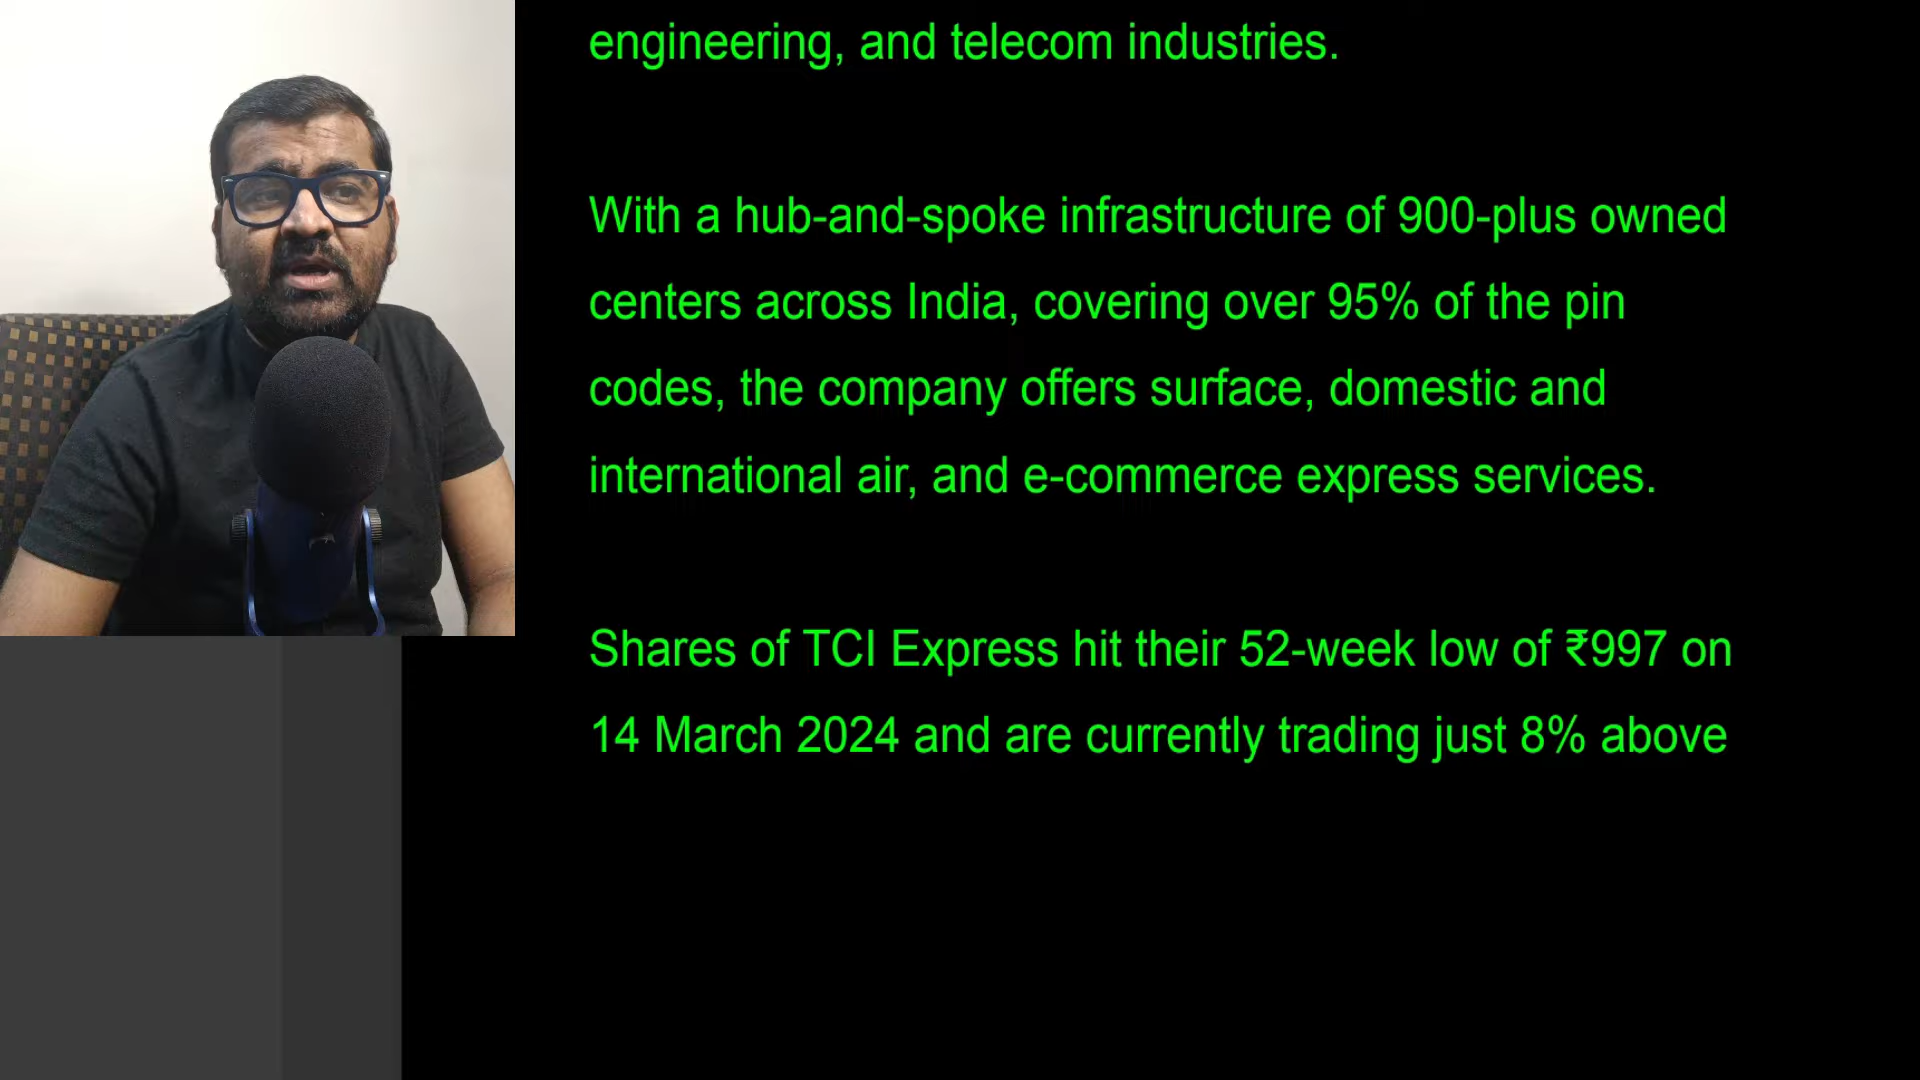 engineering, and telecom industries.
With a hub-and-spoke infrastructure of 900-plus owned
centers across India, covering over 95% of the pin
codes, the company offers surface, domestic and
international air, and e-commerce express services.
Shares of TCI Express hit their 52-week low of ₹997 on
14 March 2024 and are currently trading just 8% above